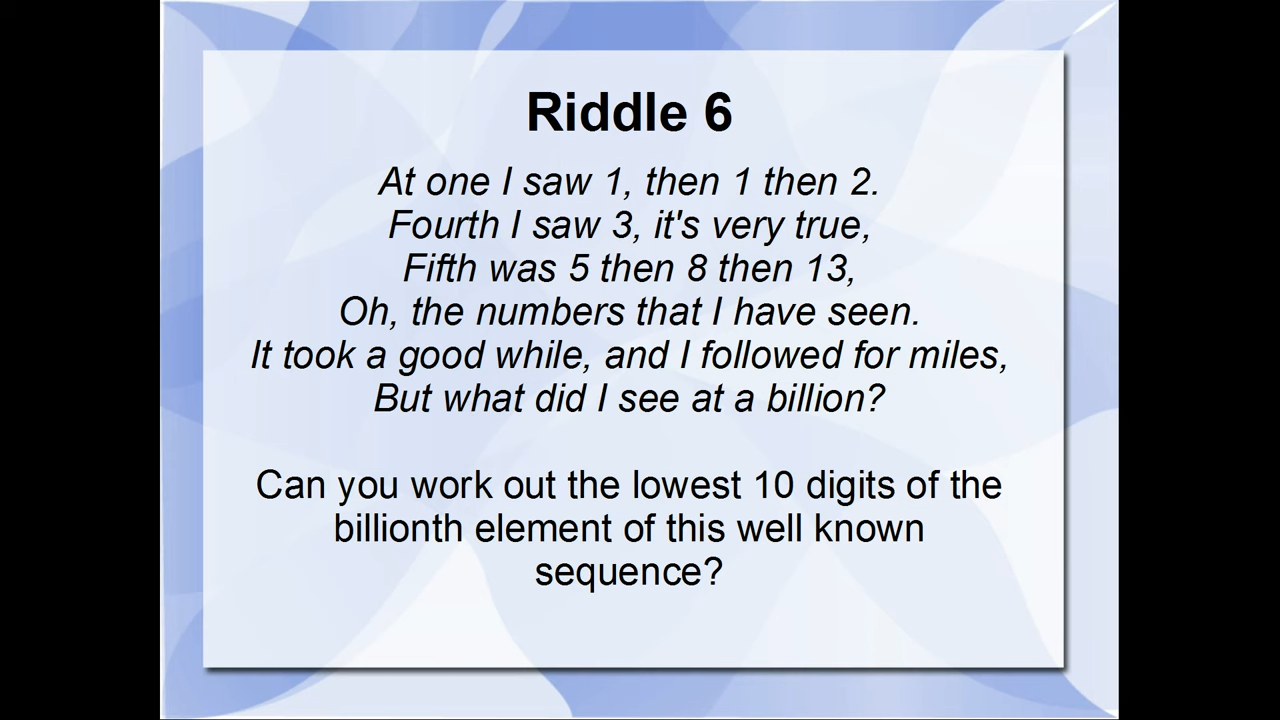 Riddle 6
At one I saw 1, then 1 then 2.
Fourth I saw 3, it's very true,
Fifth was 5 then 8 then 13,
Oh, the numbers that I have seen.
It took a good while, and I followed for miles,
But what did I see at a billion?
Can you work out the lowest 10 digits of the
billionth element of this well known
sequence?